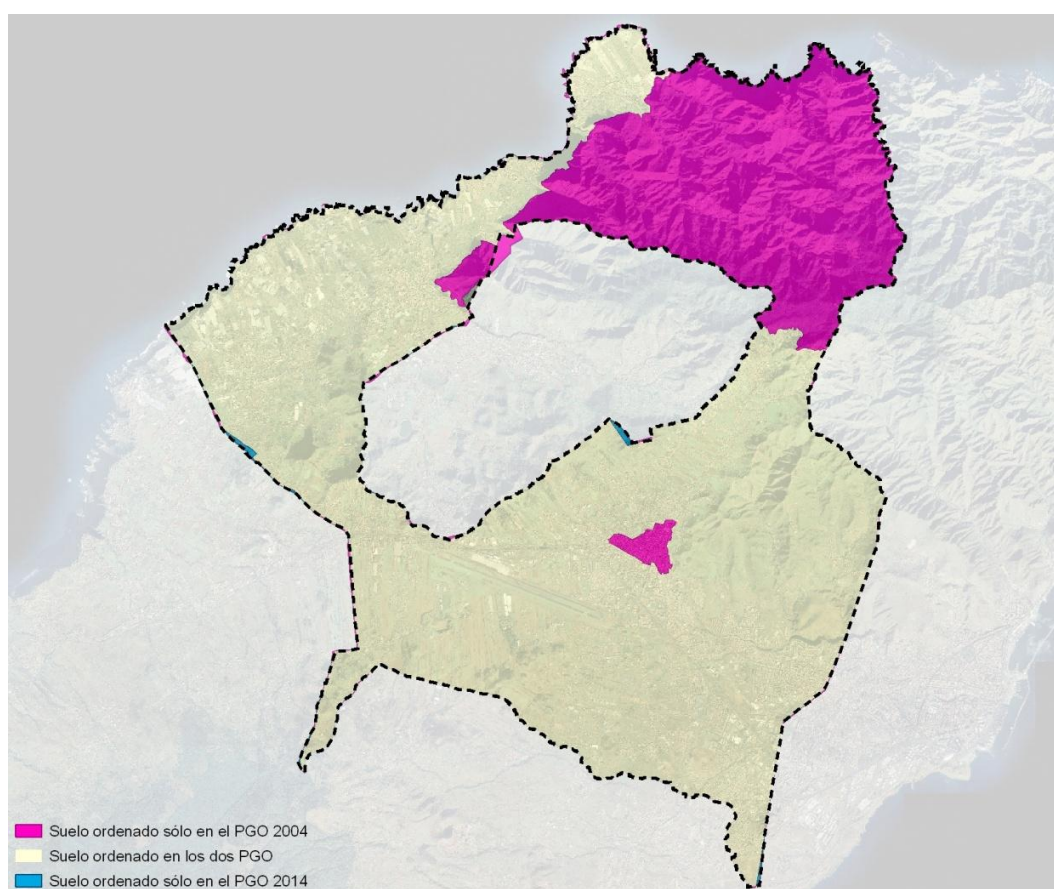 Suelo ordenado sólo en el PGO 2004
Suelo ordenado en los dos PGO
Suelo ordenado sólo en el PGO 2014